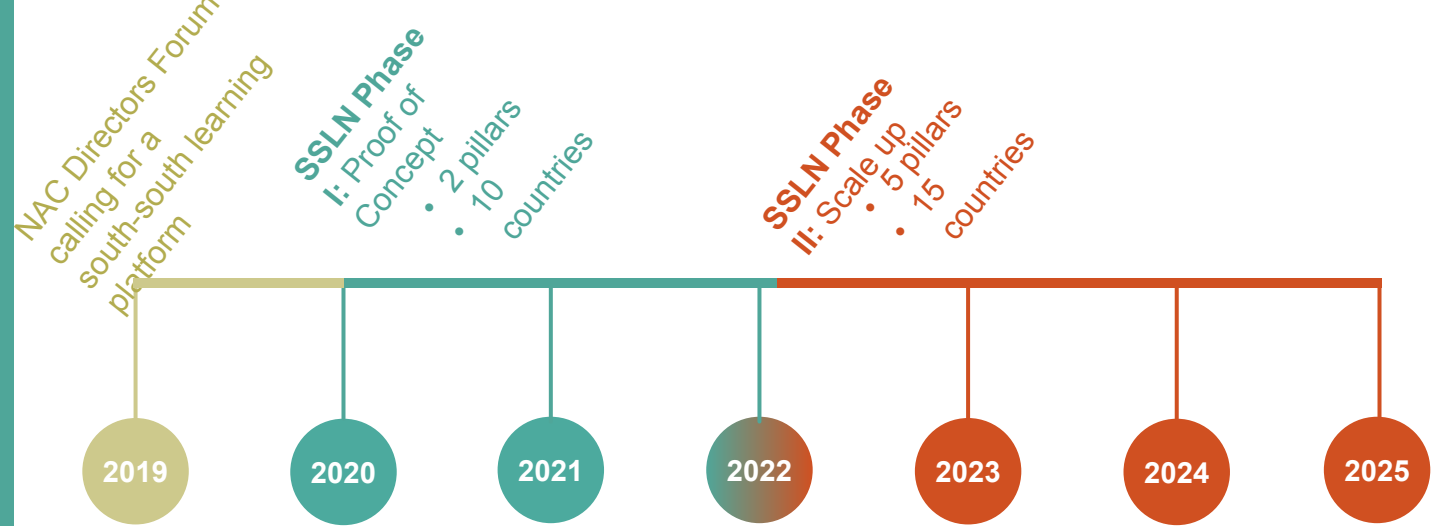 NAC Directors Forum
calling for a
south-south learning
platform
SSLN Phase
I: Proof of
Concept
• 2 pillars
• 10
countries
SSLN Phase
II: Scale up
• 5 pillars
• 15
countries
2019
2020
2021
2022
2023
2024
2025